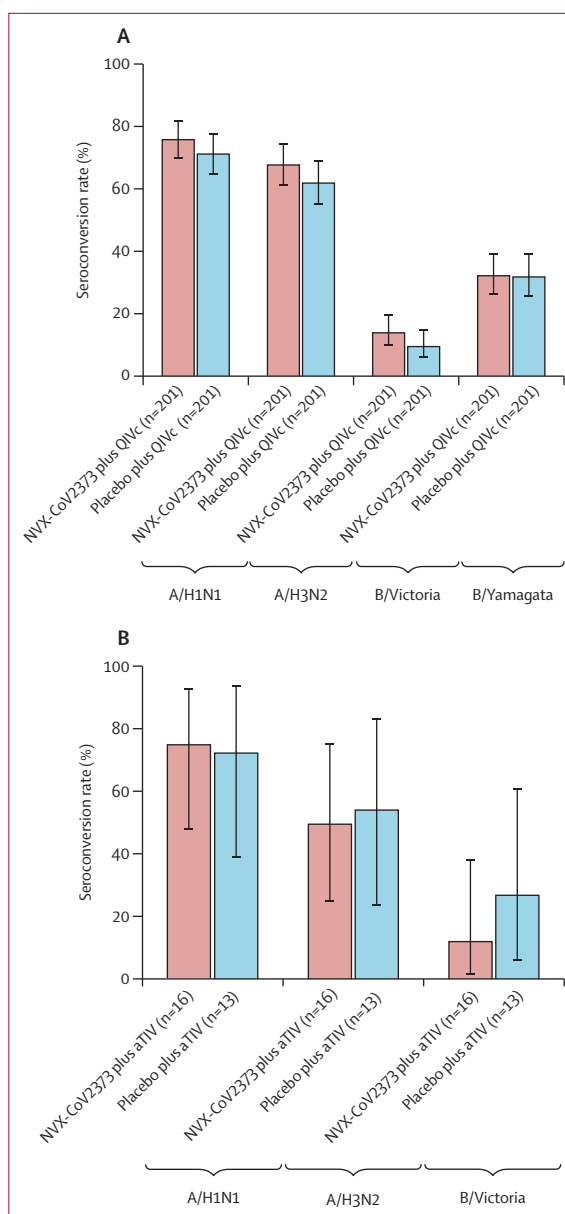 A
100
80
60
40
20
0
Seroconversion rate (%)
NVX-CoV2373 plus QIVc (n=201)
Placebo plus QIVc (n=201)
NVX-CoV2373 plus QIVc (n=201)
Placebo plus QIVc (n=201)
NVX-CoV2373 plus QIVc (n=201)
Placebo plus QIVc (n=201)
NVX-CoV2373 plus QIVc (n=201)
Placebo plus QIVc (n=201)
A/H1N1
A/H3N2
B/Victoria
B/Yamagata
B
100
80
60
40
20
0
Seroconversion rate (%)
NVX-CoV2373 plus aTIV (n=16)
Placebo plus aTIV (n=13)
NVX-CoV2373 plus aTIV (n=16)
Placebo plus aTIV (n=13)
NVX-CoV2373 plus aTIV (n=16)
Placebo plus aTIV (n=13)
A/H1N1
A/H3N2
B/Victoria